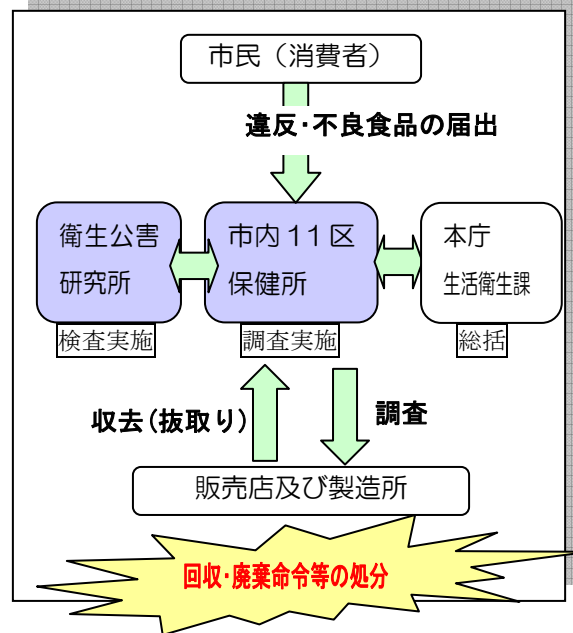 市民（消費者）
違反・不良食品の届出
衛生公害
研究所
市内１１区
保健所
本庁
生活衛生課
検査実施
調査実施
総括
収去(抜取り)
調査
販売店及び製造所
回収・廃棄命令等の処分